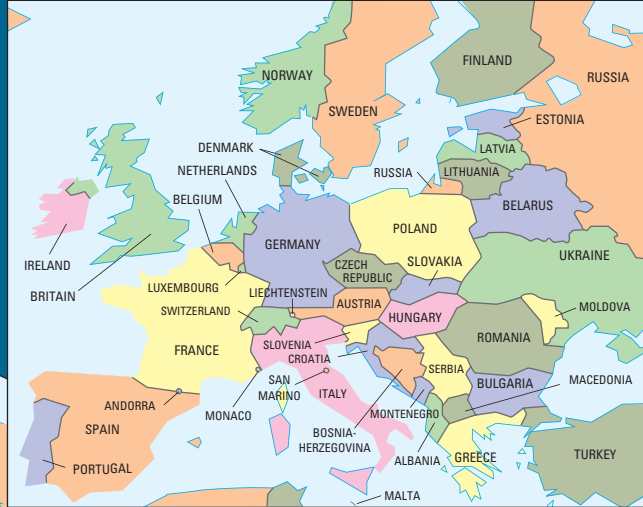 FINLAND
NORWAY
RUSSIA
SWEDEN
ESTONIA
DENMARK
LATVIA
NETHERLANDS
RUSSIA
LITHUANIA
BELGIUM
BELARUS
POLAND
GERMANY
UKRAINE
IRELAND
CZECH
REPUBLIC
SLOVAKIA
BRITAIN
LUXEMBOURG
LIECHTENSTEIN
AUSTRIA
SWITZERLAND
HUNGARY
MOLDOVA
ROMANIA
SLOVENIA
FRANCE
CROATIA
SERBIA
SAN
MARINO
ITALY
BULGARIA
MACEDONIA
ANDORRA
MONACO
MONTENEGRO
SPAIN
BOSNIA-
HERZEGOVINA
ALBANIA
GREECE
TURKEY
PORTUGAL
MALTA